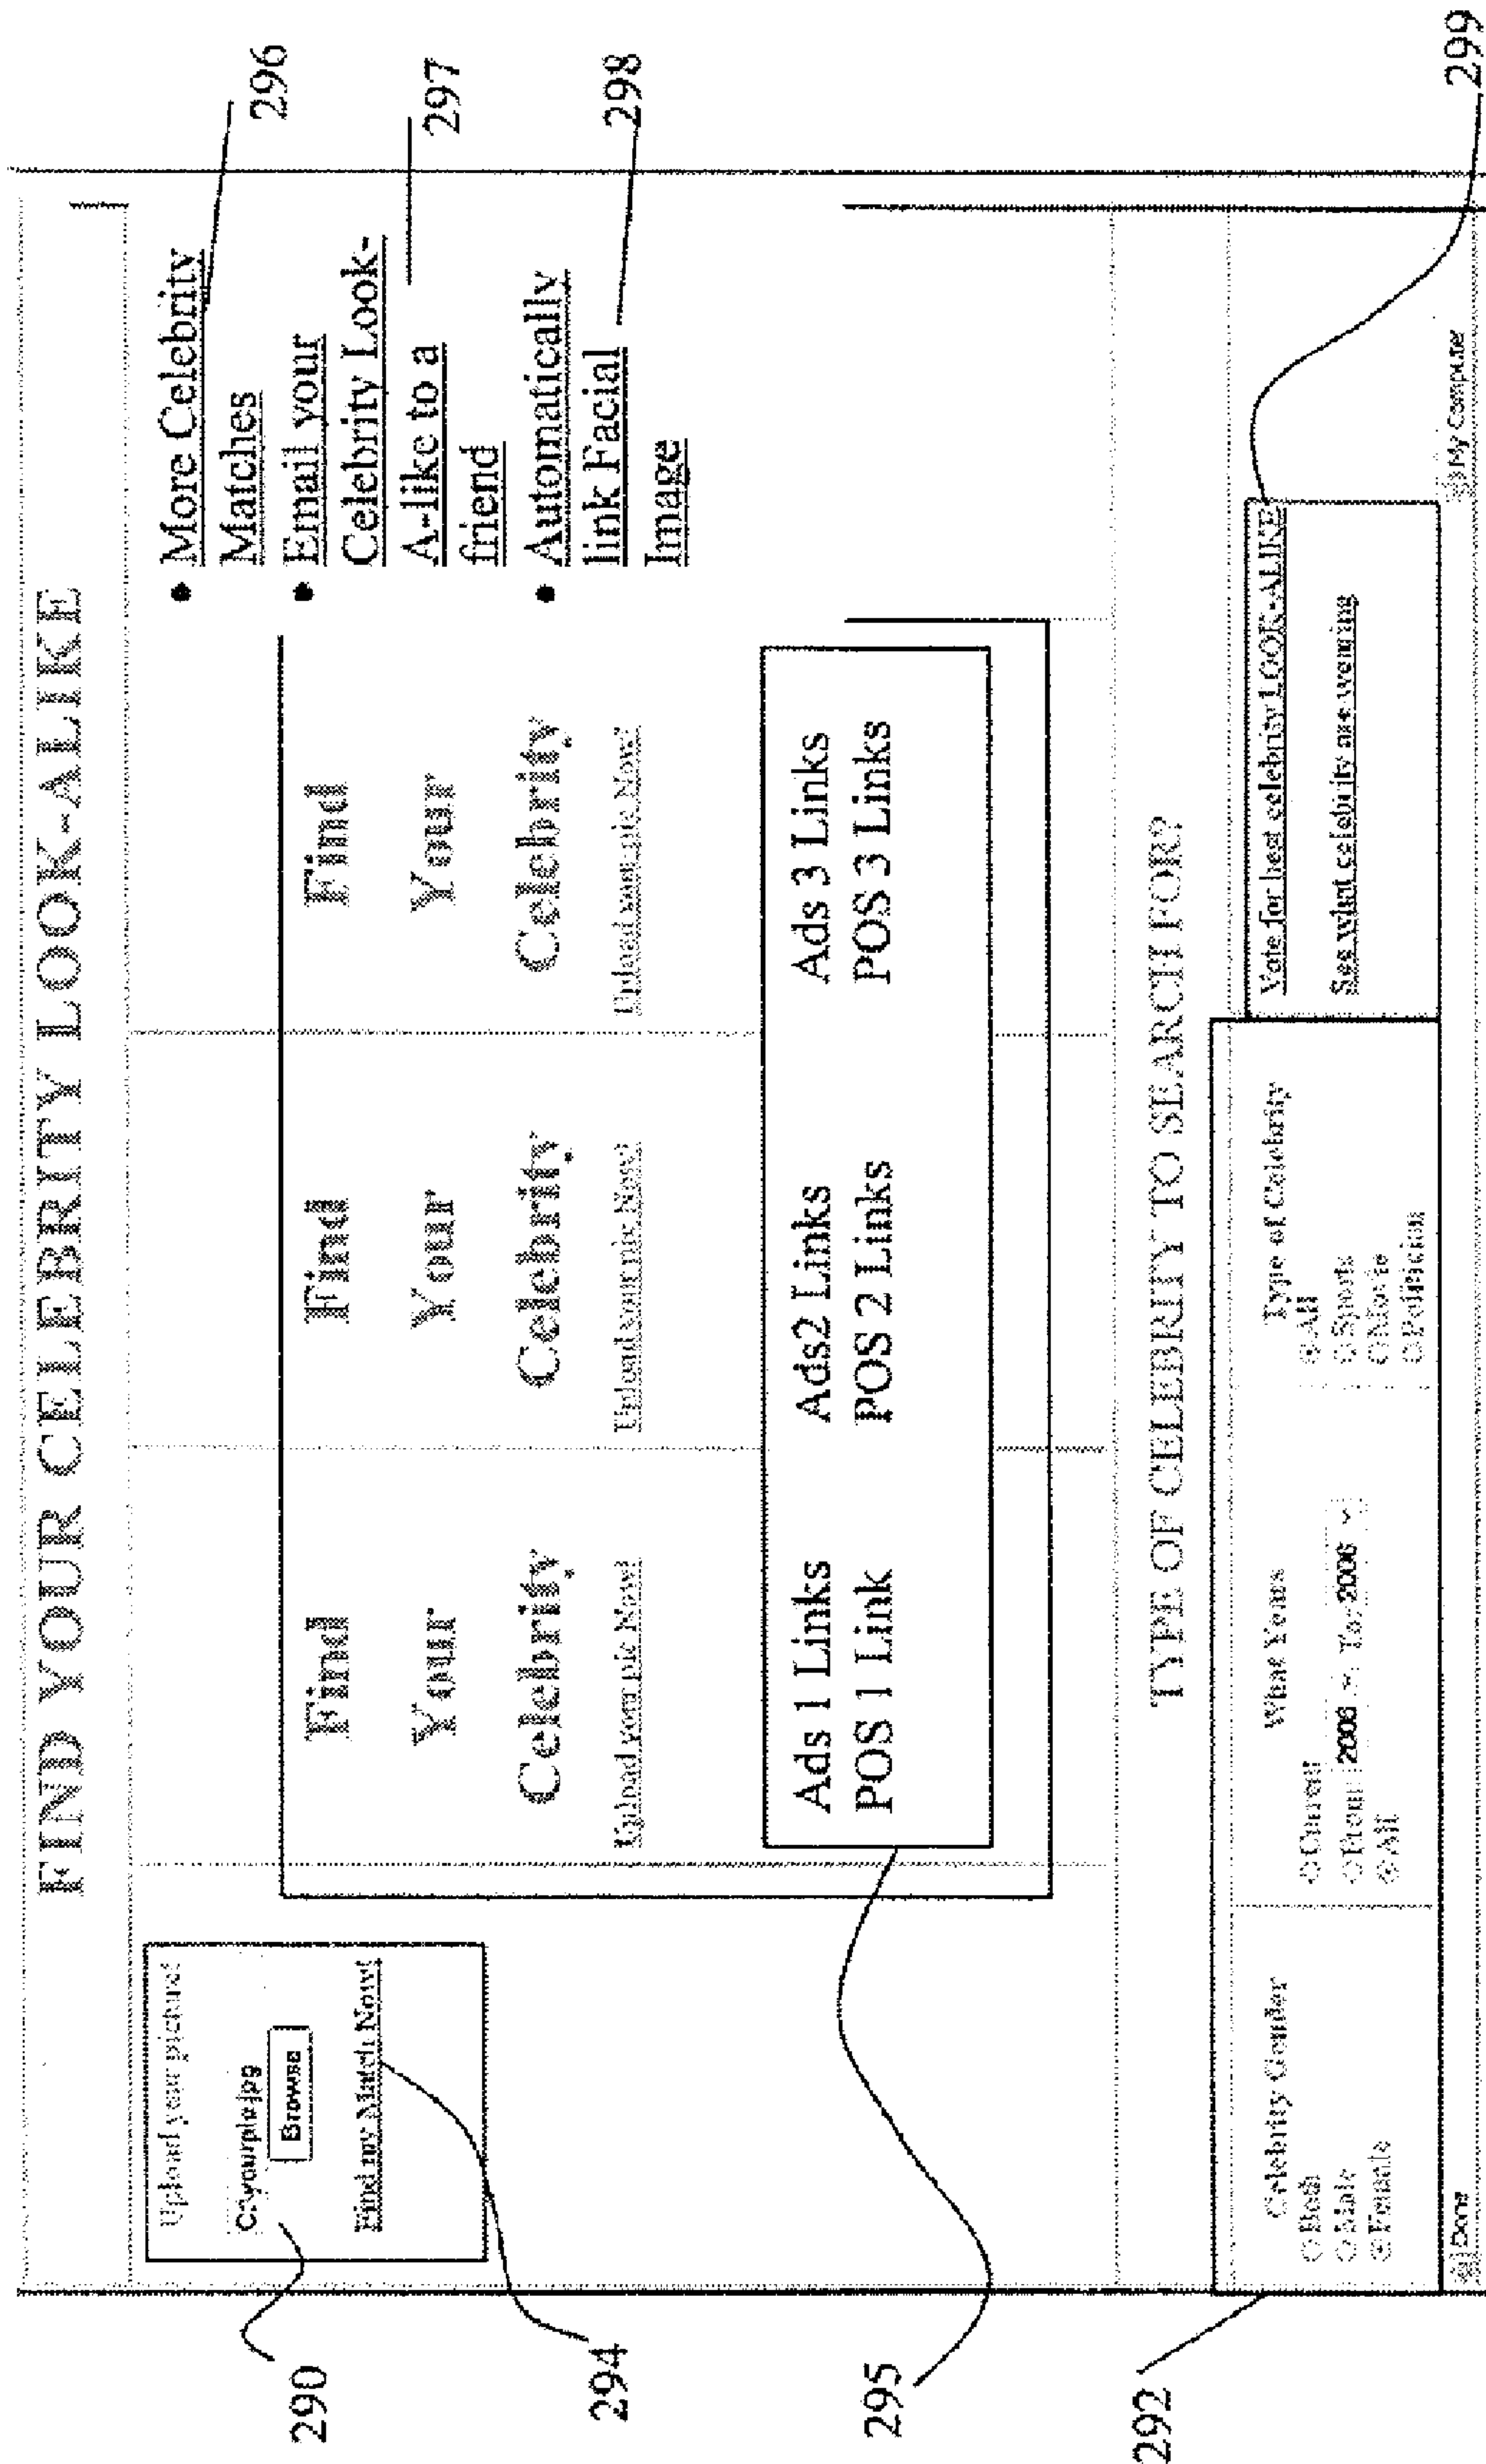 FIND YOUR CELEBRITY LOOK-ALIKE
Upload your picture!
C:\yourpic.jpg
Browse
Find my Match Now!
Find
Your
Celebrity
Upload your pic Now!
Find
Your
Celebrity
Upload your pic Now!
Find
Your
Celebrity
Upload your pic Now!
Ads 1 Links
POS 1 Link
Ads2 Links
POS 2 Links
Ads 3 Links
POS 3 Links
• More Celebrity
Matches
• Email your
Celebrity Look-
A-like to a
friend
• Automatically
link Facial
Image
TYPE OF CELEBRITY TO SEARCH FOR?
Celebrity Gender
Both
Male
Female
What Years
Current
From: 2006 To: 2006
All
Type of Celebrity
All
Sports
Movie
Politician
Vote for best celebrity LOOK-ALIKE
See what celebrity are wearing
Done
My Computer
290
294
295
292
296
297
298
299